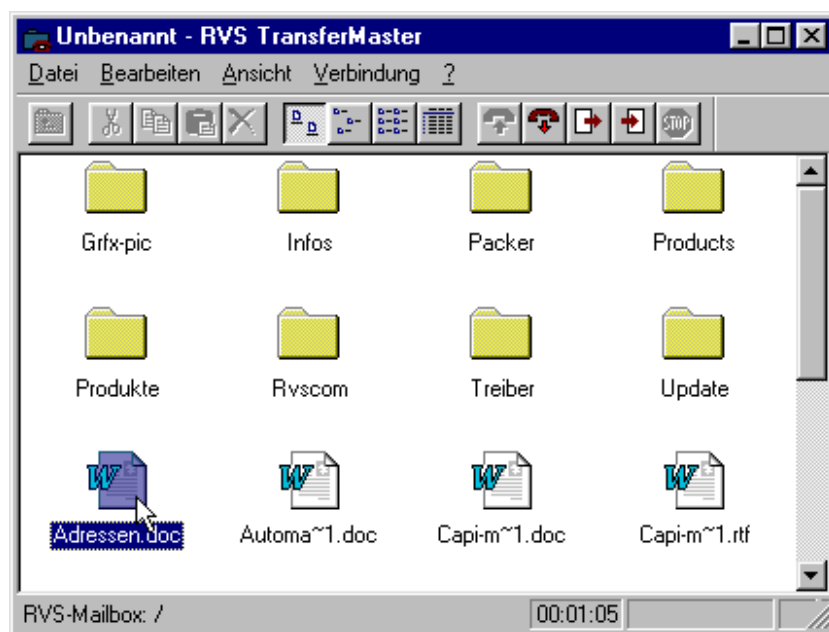 Unbenannt - RVS TransferMaster
Datei Bearbeiten Ansicht Verbindung ?
STOP
Grfx-pic Infos Packer Products
Produkte Rvscom Treiber Update
Adressen.doc Automa~1.doc Capi-m~1.doc Capi-m~1.rtf
RVS-Mailbox: / 00:01:05